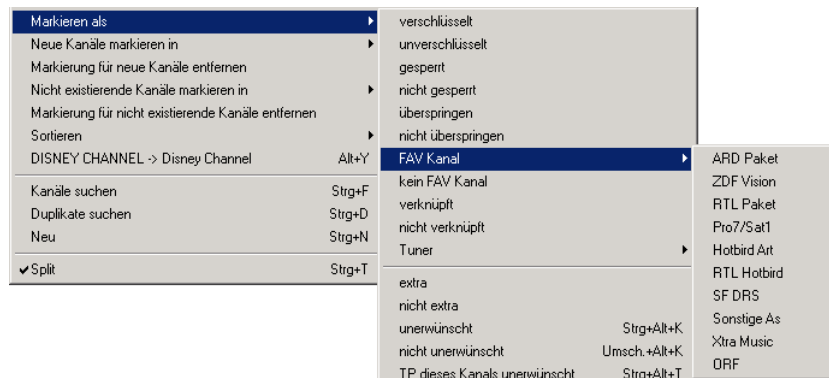 Markieren als
Neue Kanäle markieren in
Markierung für neue Kanäle entfernen
Nicht existierende Kanäle markieren in
Markierung für nicht existierende Kanäle entfernen
Sortieren
DISNEY CHANNEL -> Disney Channel Alt+Y
Kanäle suchen Strg+F
Duplikate suchen Strg+D
Neu Strg+N
Split Strg+T
verschlüsselt
unverschlüsselt
gesperrt
nicht gesperrt
überspringen
nicht überspringen
FAV Kanal
kein FAV Kanal
verknüpft
nicht verknüpft
Tuner
extra
nicht extra
unerwünscht Strg+Alt+K
nicht unerwünscht Umsch.+Alt+K
TP dieses Kanals unerwünscht Strg+Alt+T
ARD Paket
ZDF Vision
RTL Paket
Pro7/Sat1
Hotbird Art
RTL Hotbird
SF DRS
Sonstige As
Xtra Music
ORF